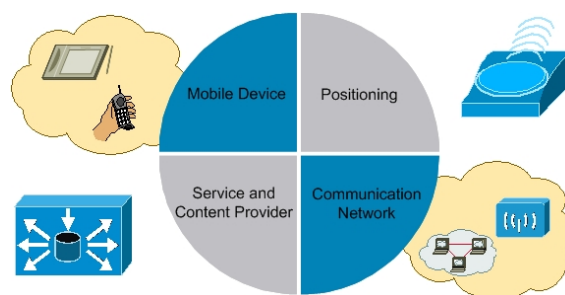 Mobile Device
Positioning
Service and
Content Provider
Communication
Network